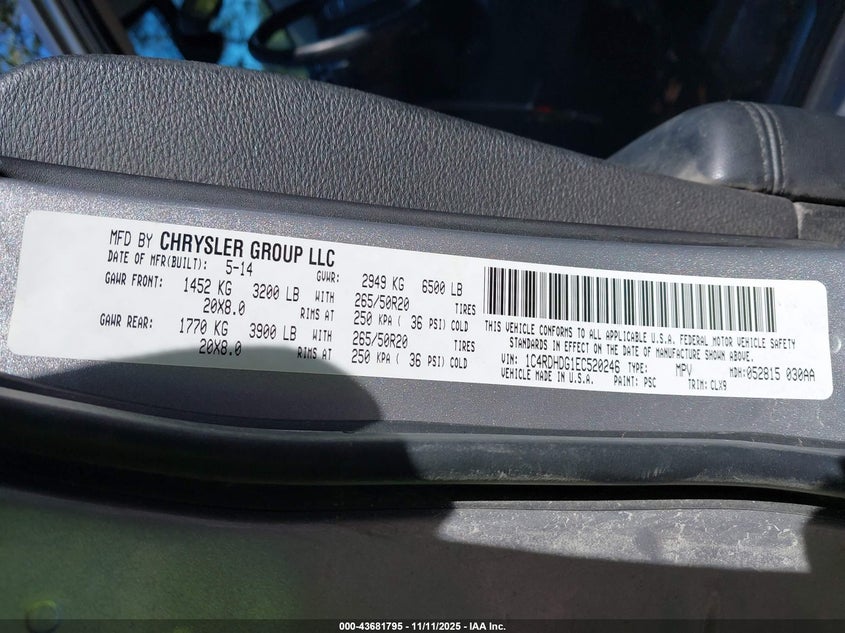 MFD BY CHRYSLER GROUP LLC
DATE OF MFR(BUILT): 5-14 GVWR: 2949 KG 6500 LB
GAWR FRONT: 1452 KG 3200 LB WITH 265/50R20 TIRES
20X8.0 RIMS AT 250 KPA ( 36 PSI) COLD
GAWR REAR: 1770 KG 3900 LB WITH 265/50R20 TIRES
20X8.0 RIMS AT 250 KPA ( 36 PSI) COLD
THIS VEHICLE CONFORMS TO ALL APPLICABLE U.S.A. FEDERAL MOTOR VEHICLE SAFETY
STANDARDS IN EFFECT ON THE DATE OF MANUFACTURE SHOWN ABOVE.
VIN: 1C4RDHDG1EC520246 TYPE: MPV MDH: 052815 030AA
VEHICLE MADE IN U.S.A. PAINT: PSC TRIM: CLX9
000-43681795 - 11/11/2025 - IAA Inc.